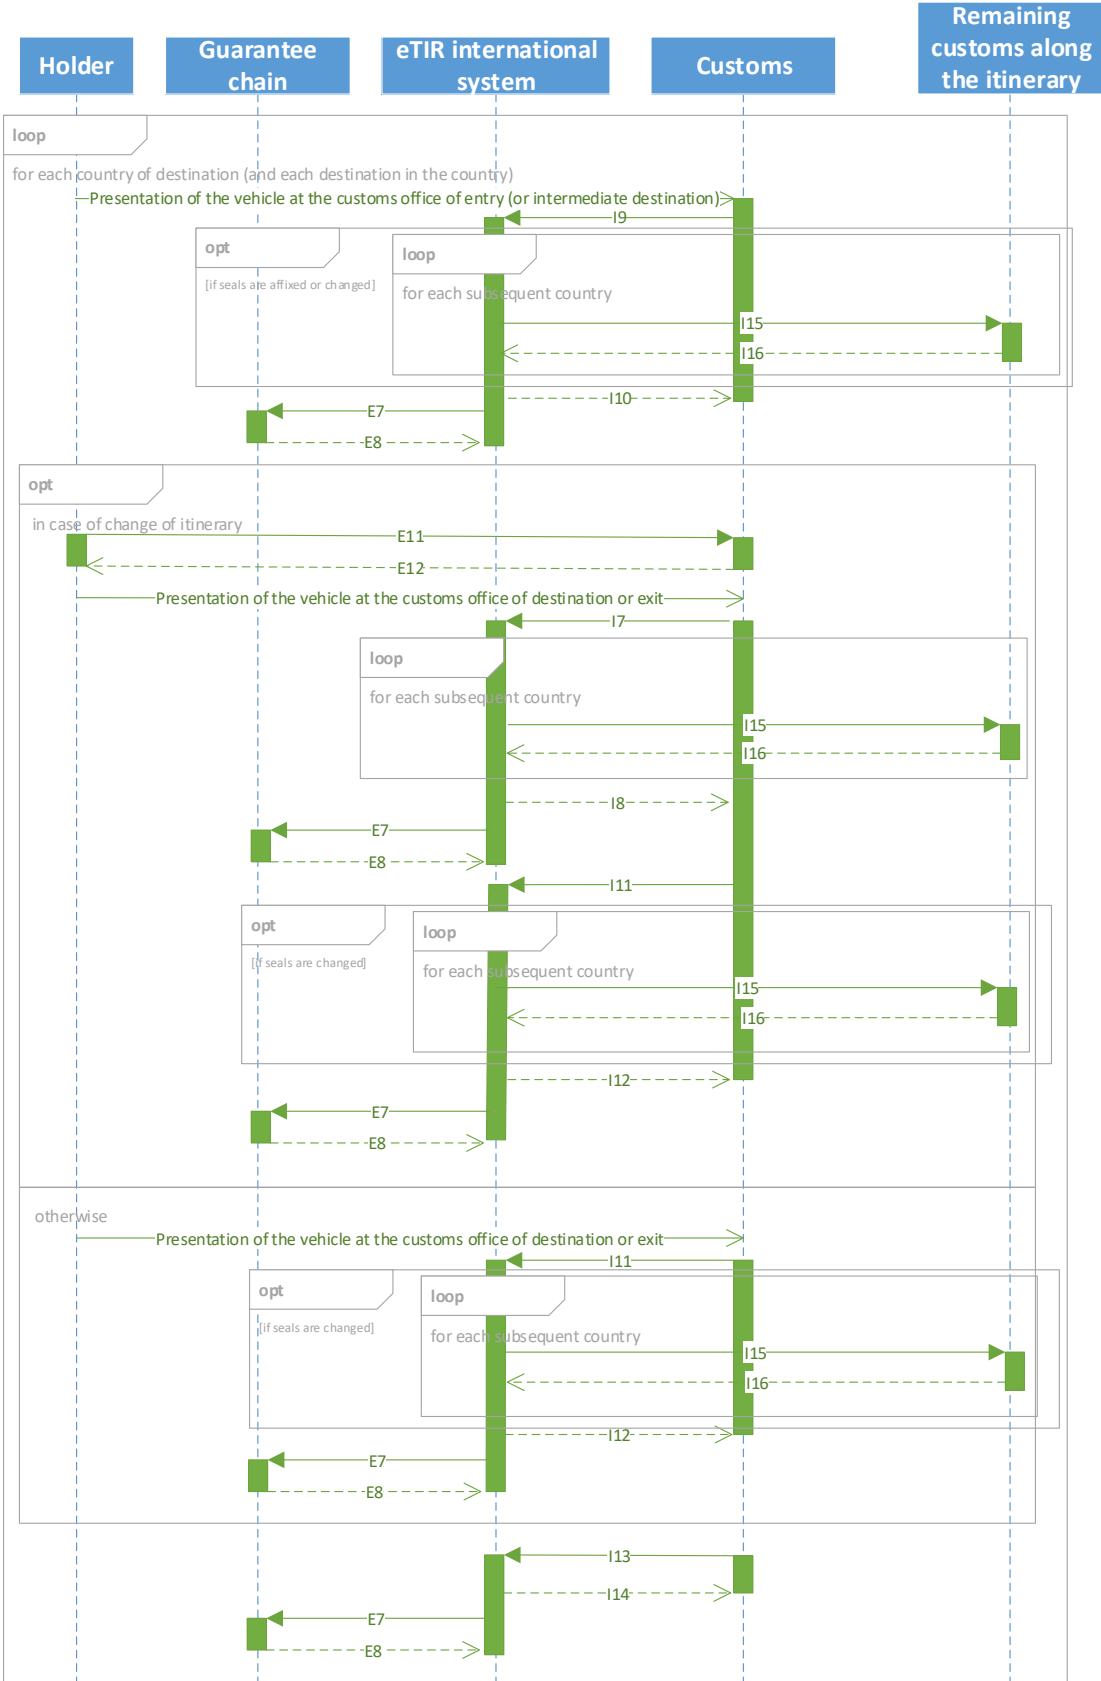 Holder
Guarantee
chain
eTIR international
system
Customs
Remaining
customs along
the itinerary
loop
for each country of destination (and each destination in the country)
Presentation of the vehicle at the customs office of entry (or intermediate destination)
I9
opt
[if seals are affixed or changed]
loop
for each subsequent country
I15
I16
I10
E7
E8
opt
in case of change of itinerary
E11
E12
Presentation of the vehicle at the customs office of destination or exit
I7
loop
for each subsequent country
I15
I16
I8
E7
E8
I11
opt
[if seals are changed]
loop
for each subsequent country
I15
I16
I12
E7
E8
otherwise
Presentation of the vehicle at the customs office of destination or exit
I11
opt
[if seals are changed]
loop
for each subsequent country
I15
I16
I12
E7
E8
I13
I14
E7
E8